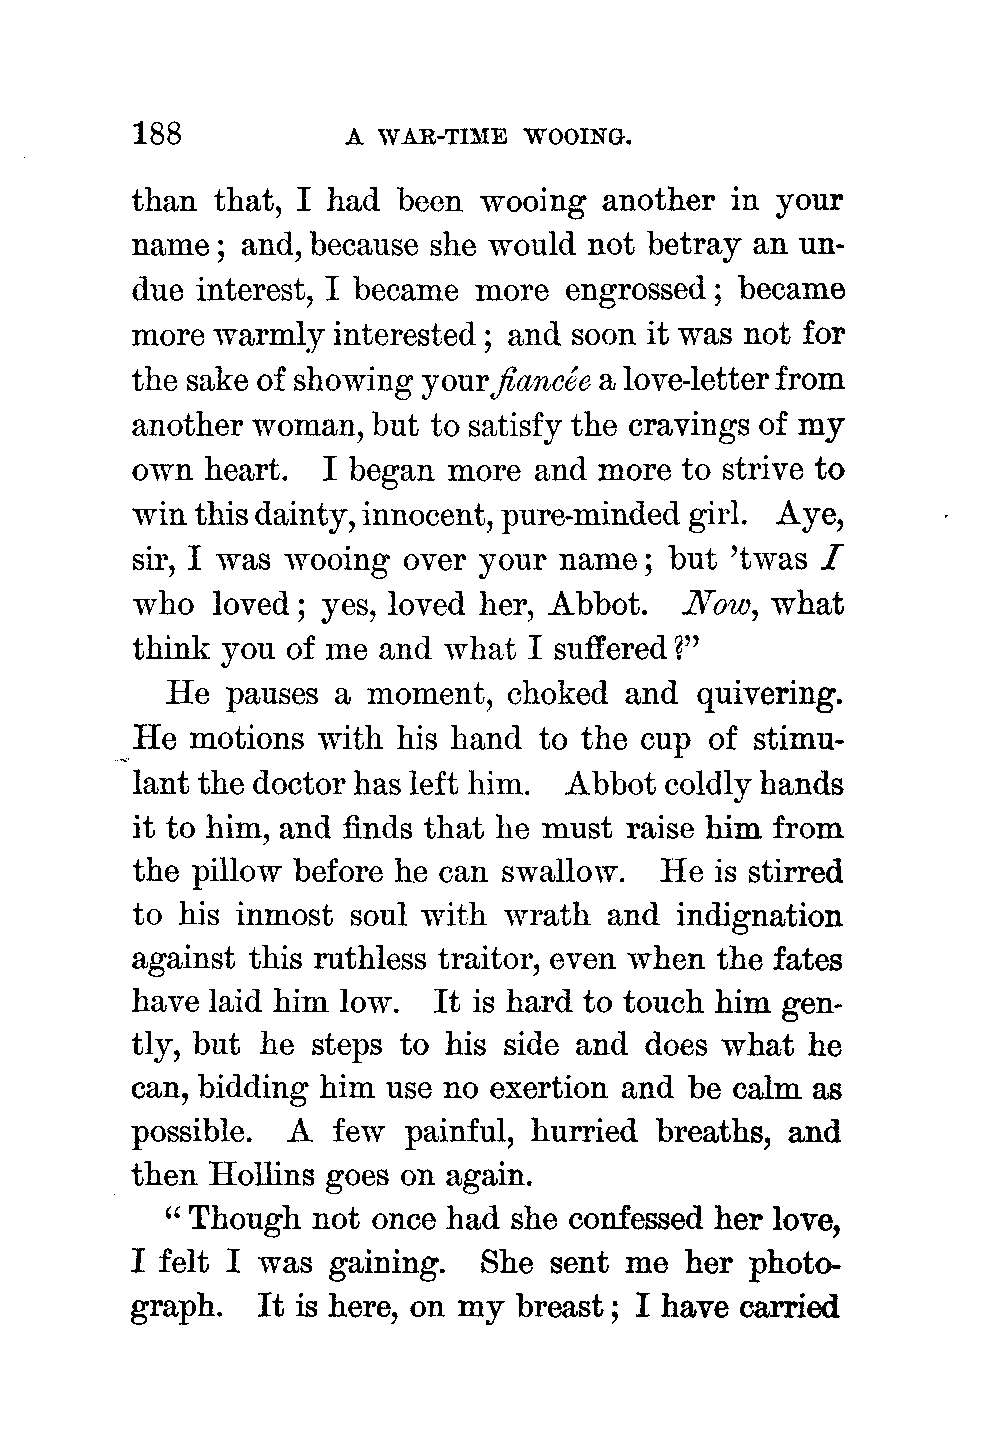 188 A WAR-TIME WOOING.
than that, I had been wooing another in your
name; and, because she would not betray an un-
due interest, I became more engrossed; became
more warmly interested; and soon it was not for
the sake of showing your fiancée a love-letter from
another woman, but to satisfy the cravings of my
own heart. I began more and more to strive to
win this dainty, innocent, pure-minded girl. Aye,
sir, I was wooing over your name; but ’twas I
who loved; yes, loved her, Abbot. Now, what
think you of me and what I suffered?”
He pauses a moment, choked and quivering.
He motions with his hand to the cup of stimu-
lant the doctor has left him. Abbot coldly hands
it to him, and finds that he must raise him from
the pillow before he can swallow. He is stirred
to his inmost soul with wrath and indignation
against this ruthless traitor, even when the fates
have laid him low. It is hard to touch him gen-
tly, but he steps to his side and does what he
can, bidding him use no exertion and be calm as
possible. A few painful, hurried breaths, and
then Hollins goes on again.
“Though not once had she confessed her love,
I felt I was gaining. She sent me her photo-
graph. It is here, on my breast; I have carried